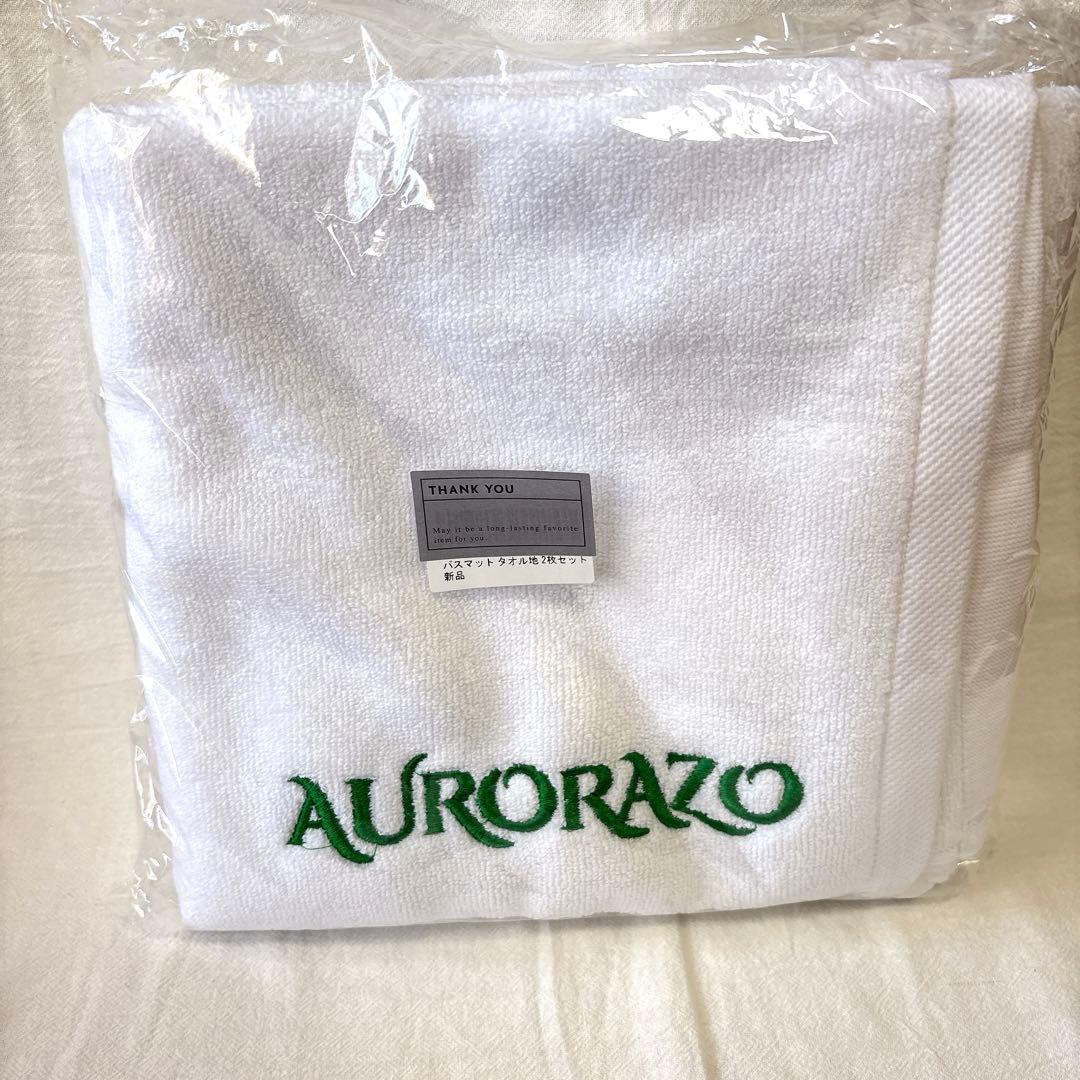 THANK YOU
May it be a long-lasting favorite
item for you.
バスマット タオル地 2枚セット
新品
AURORAZO